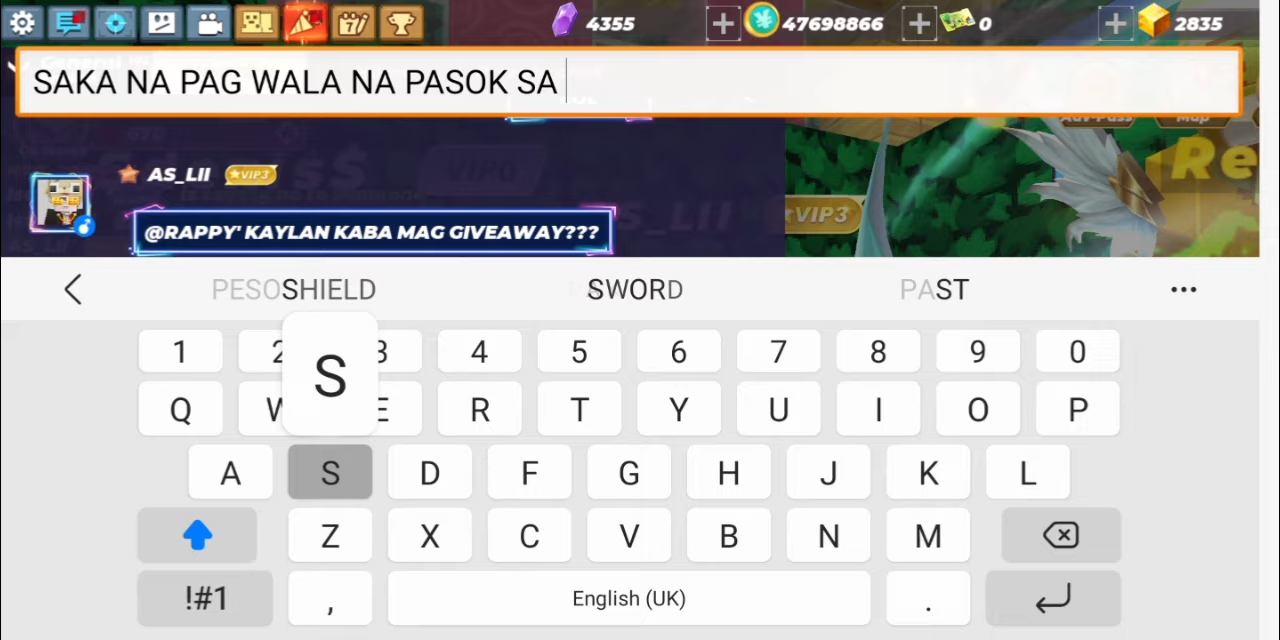 4355
47698866
0
2835
SAKA NA PAG WALA NA PASOK SA
AS_LII VIP3
@RAPPY' KAYLAN KABA MAG GIVEAWAY???
VIP3
Re
SHIELD SWORD PAST
1 2 3 4 5 6 7 8 9 0
S
Q W E R T Y U I O P
A S D F G H J K L
Z X C V B N M
!#1 , English (UK) .